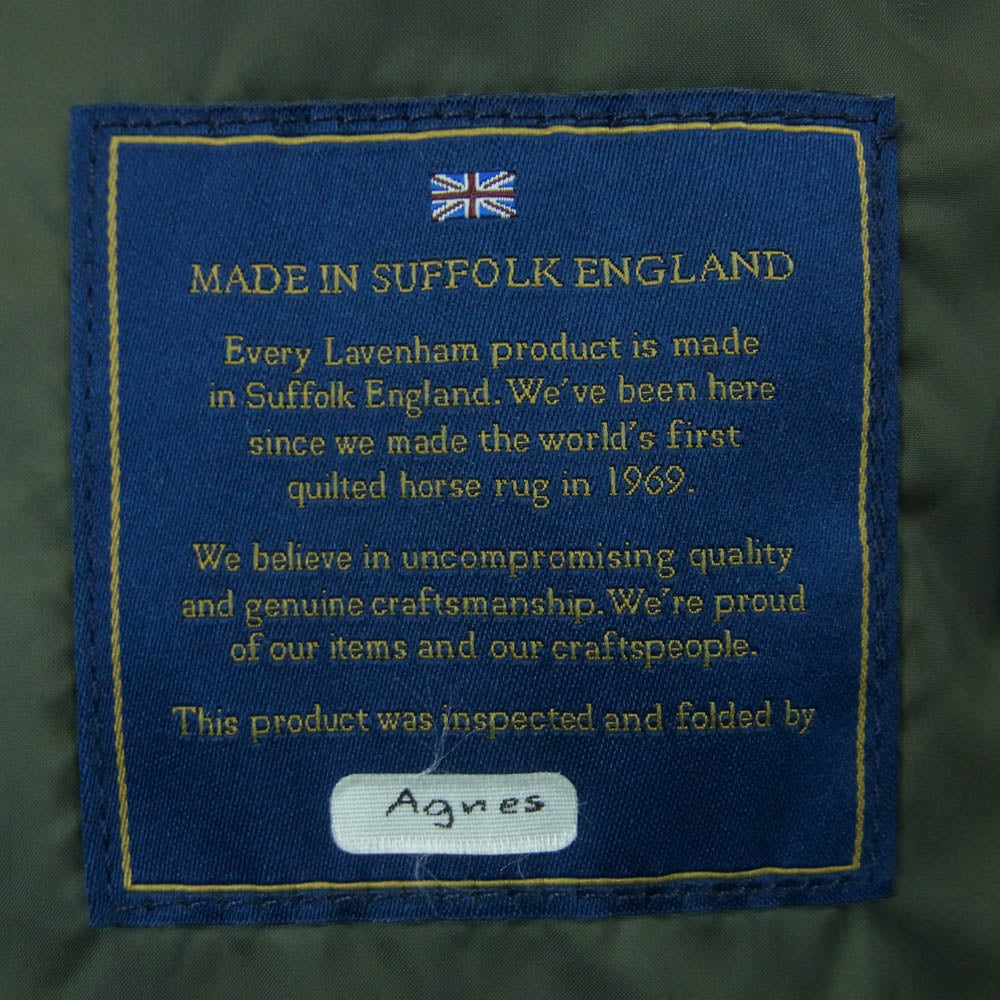 MADE IN SUFFOLK ENGLAND
Every Lavenham product is made
in Suffolk England. We've been here
since we made the world's first
quilted horse rug in 1969.
We believe in uncompromising quality
and genuine craftsmanship. We're proud
of our items and our craftspeople.
This product was inspected and folded by
Agnes